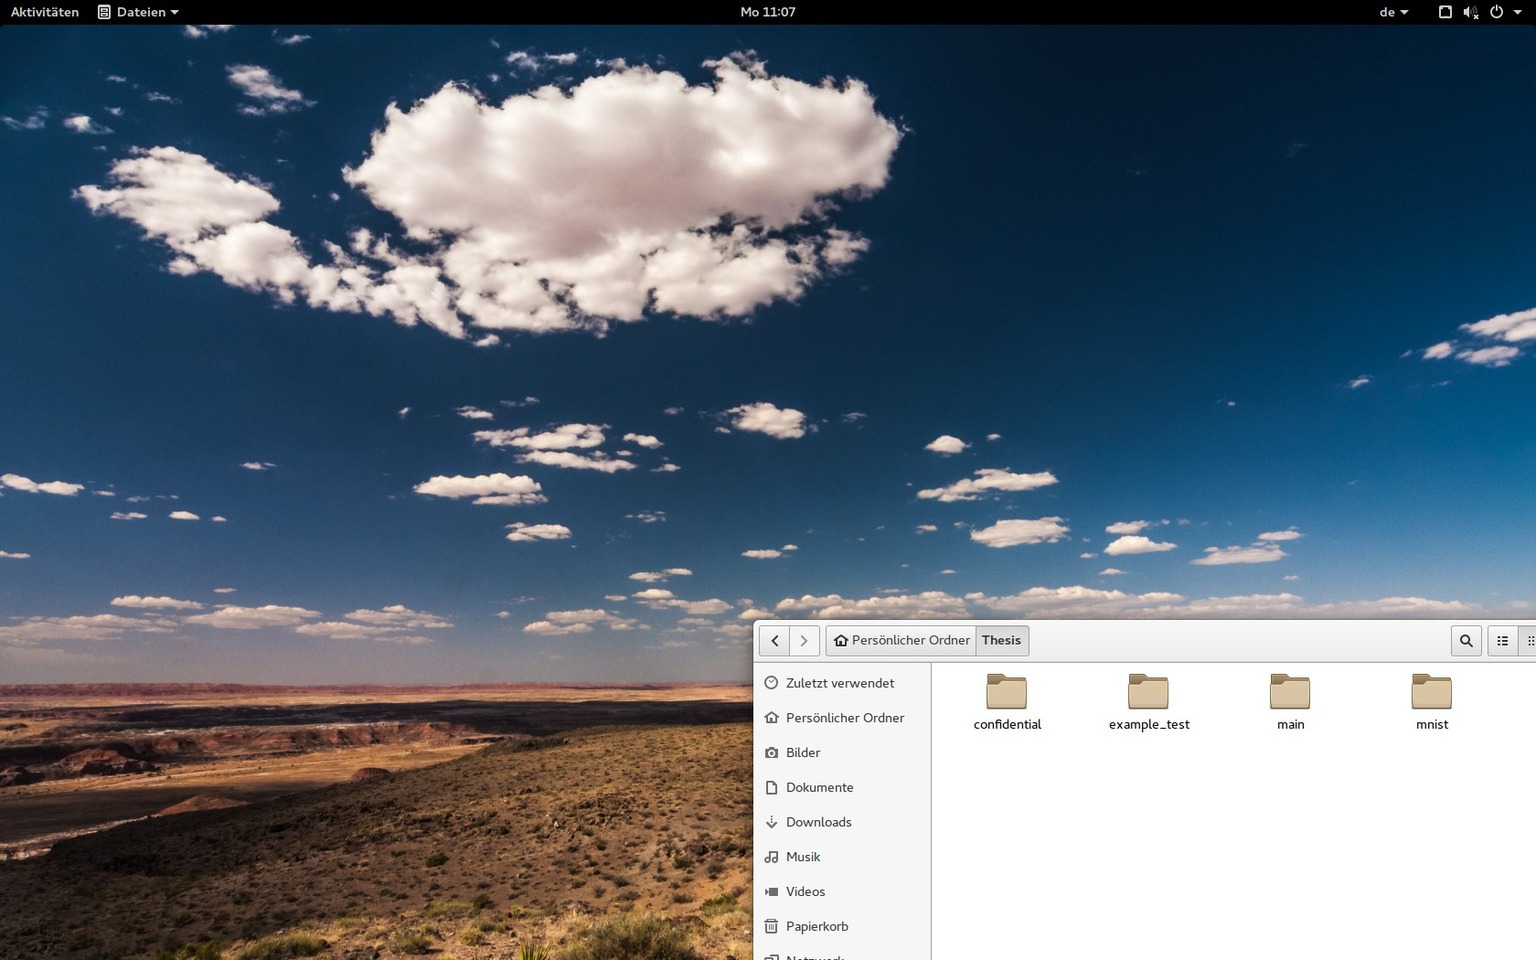 Aktivitäten Dateien Mo 11:07 de
Persönlicher Ordner Thesis
Zuletzt verwendet
Persönlicher Ordner
Bilder
Dokumente
Downloads
Musik
Videos
Papierkorb
Netzwerk
confidential example_test main mnist